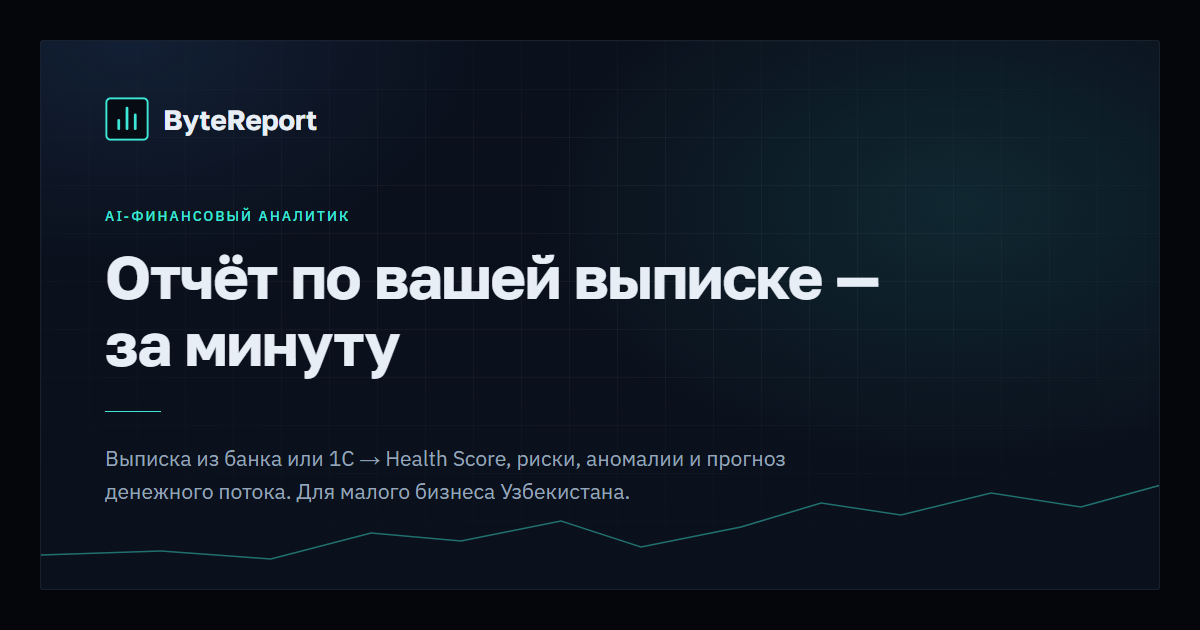 ByteReport
AI-ФИНАНСОВЫЙ АНАЛИТИК
Отчёт по вашей выписке —
за минуту
Выписка из банка или 1С → Health Score, риски, аномалии и прогноз
денежного потока. Для малого бизнеса Узбекистана.